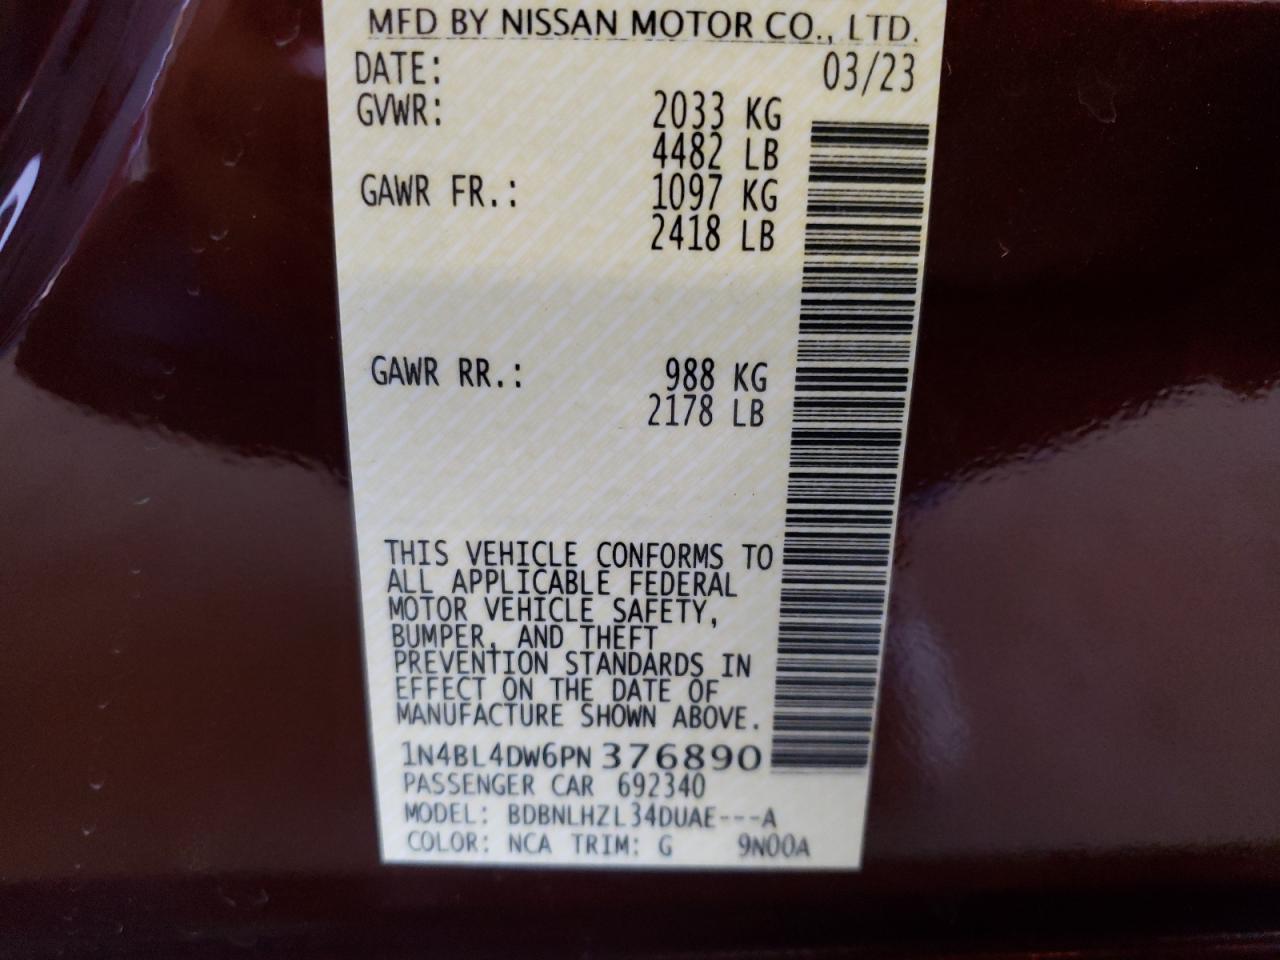 MFD BY NISSAN MOTOR CO., LTD.
DATE: 03/23
GVWR: 2033 KG
4482 LB
GAWR FR.: 1097 KG
2418 LB
GAWR RR.: 988 KG
2178 LB
THIS VEHICLE CONFORMS TO
ALL APPLICABLE FEDERAL
MOTOR VEHICLE SAFETY,
BUMPER, AND THEFT
PREVENTION STANDARDS IN
EFFECT ON THE DATE OF
MANUFACTURE SHOWN ABOVE.
1N4BL4DW6PN376890
PASSENGER CAR 692340
MODEL: BDBNLHZL34DUAE---A
COLOR: NCA TRIM: G 9N00A